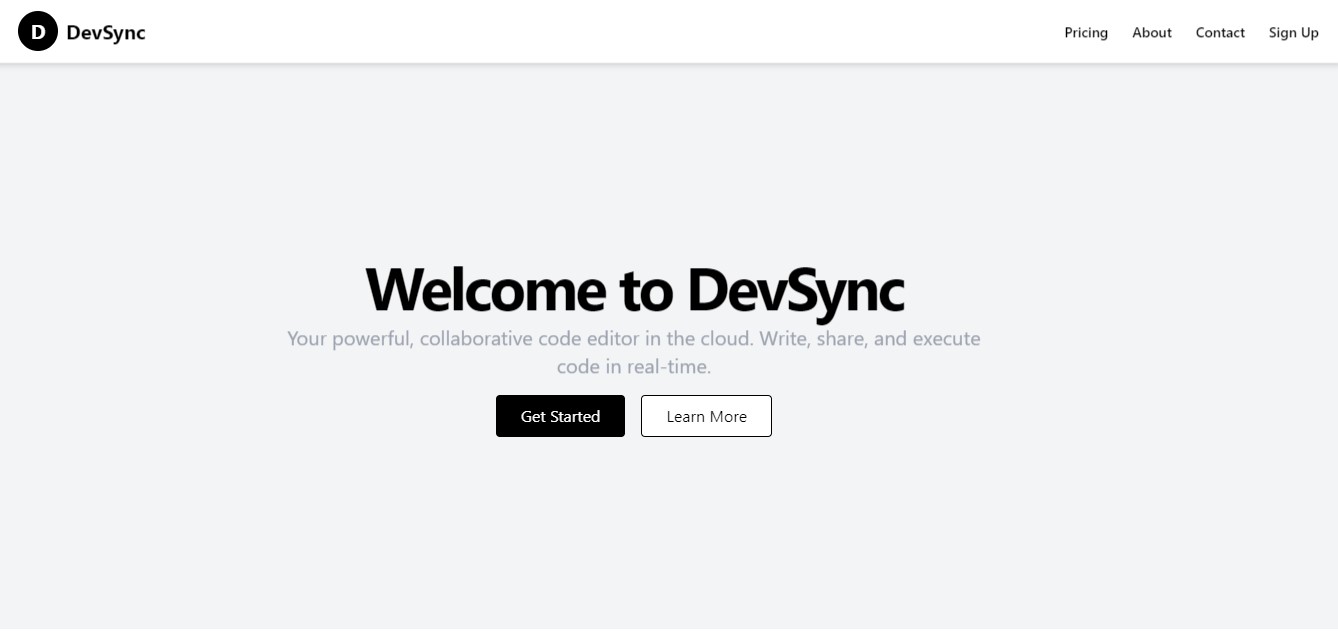 D DevSync
Pricing About Contact Sign Up
Welcome to DevSync
Your powerful, collaborative code editor in the cloud. Write, share, and execute
code in real-time.
Get Started Learn More